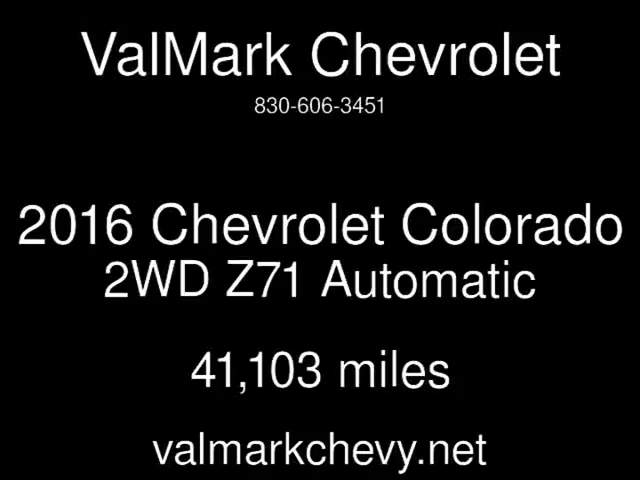 ValMark Chevrolet
830-606-3451
2016 Chevrolet Colorado
2WD Z71 Automatic
41,103 miles
valmarkchevy.net